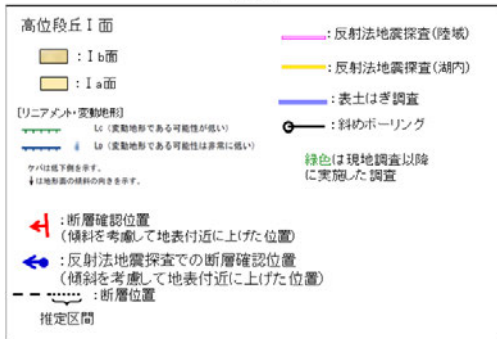 高位段丘Ⅰ面
：Ⅰb面
：Ⅰa面
[リニアメント・変動地形]
Lc（変動地形である可能性が低い）
LD（変動地形である可能性は非常に低い）
ケバは低下側を示す。
↓は地形面の傾斜の向きを示す。
：断層確認位置
（傾斜を考慮して地表付近に上げた位置）
：反射法地震探査での断層確認位置
（傾斜を考慮して地表付近に上げた位置）
：断層位置
推定区間
：反射法地震探査（陸域）
：反射法地震探査（湖内）
：表土はぎ調査
：斜めボーリング
緑色は現地調査以降
に実施した調査